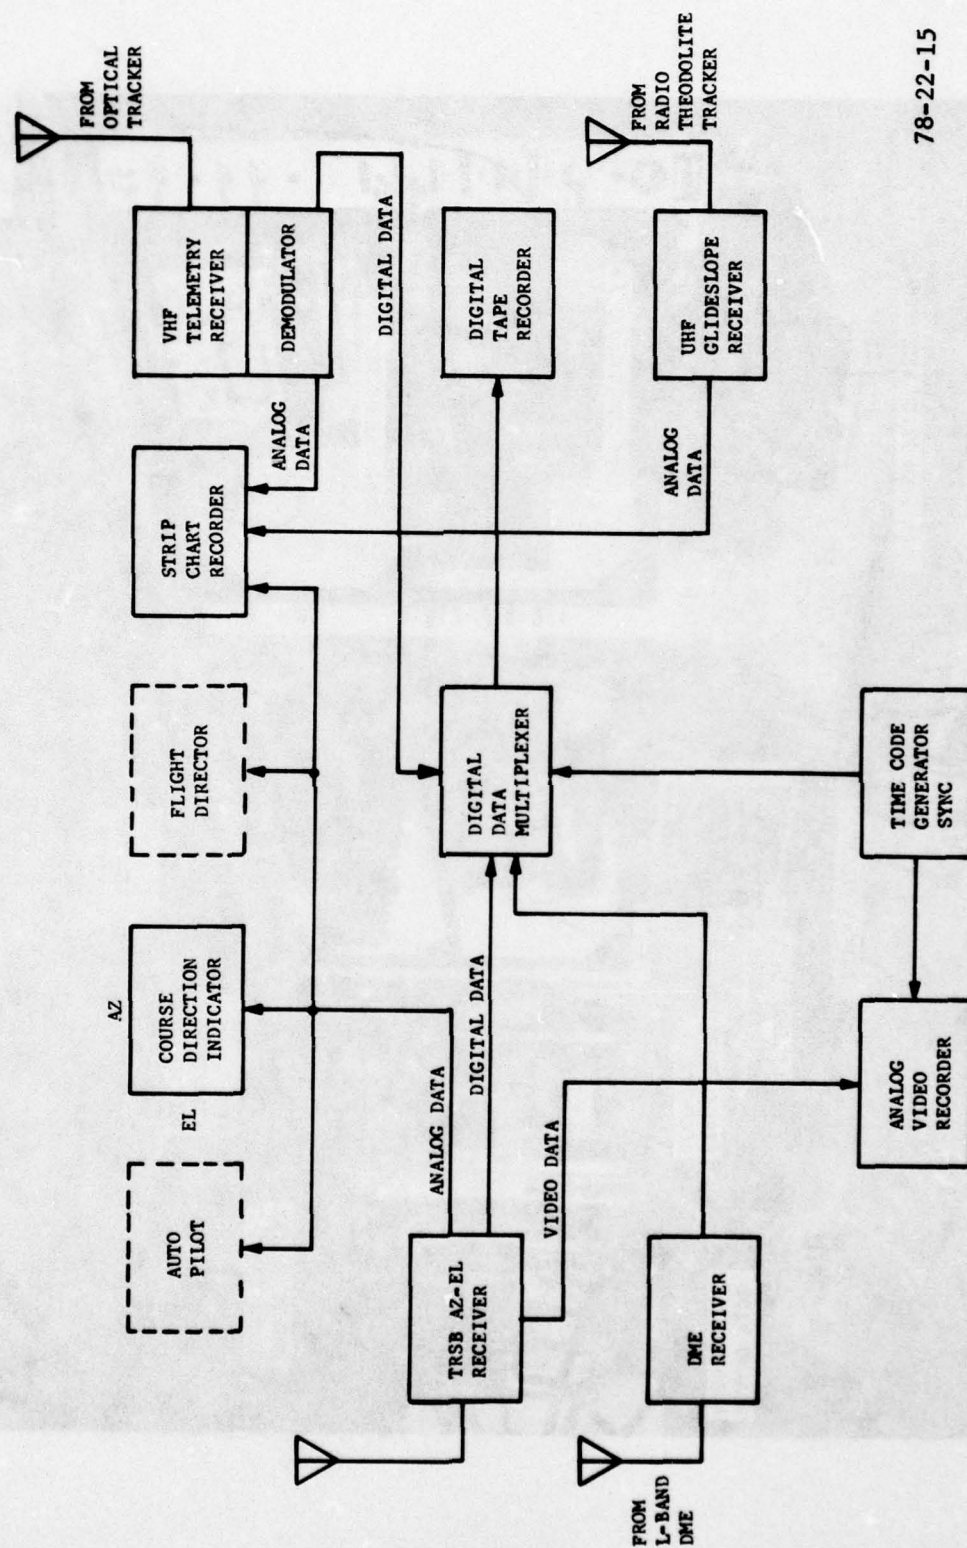 FROM
OPTICAL
TRACKER
VHF
TELEMETRY
RECEIVER
DEMODULATOR
ANALOG
DATA
DIGITAL DATA
STRIP
CHART
RECORDER
FLIGHT
DIRECTOR
AZ
COURSE
DIRECTION
INDICATOR
EL
AUTO
PILOT
ANALOG DATA
DIGITAL DATA
VIDEO DATA
TRSB AZ-EL
RECEIVER
DIGITAL
DATA
MULTIPLEXER
DIGITAL
TAPE
RECORDER
FROM
RADIO
THEODOLITE
TRACKER
UHF
GLIDESLOPE
RECEIVER
ANALOG
DATA
FROM
L-BAND
DME
DME
RECEIVER
ANALOG
VIDEO
RECORDER
TIME CODE
GENERATOR
SYNC
78-22-15